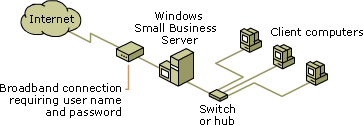 Internet
Windows
Small Business
Server
Client computers
Broadband connection
requiring user name
and password
Switch
or hub